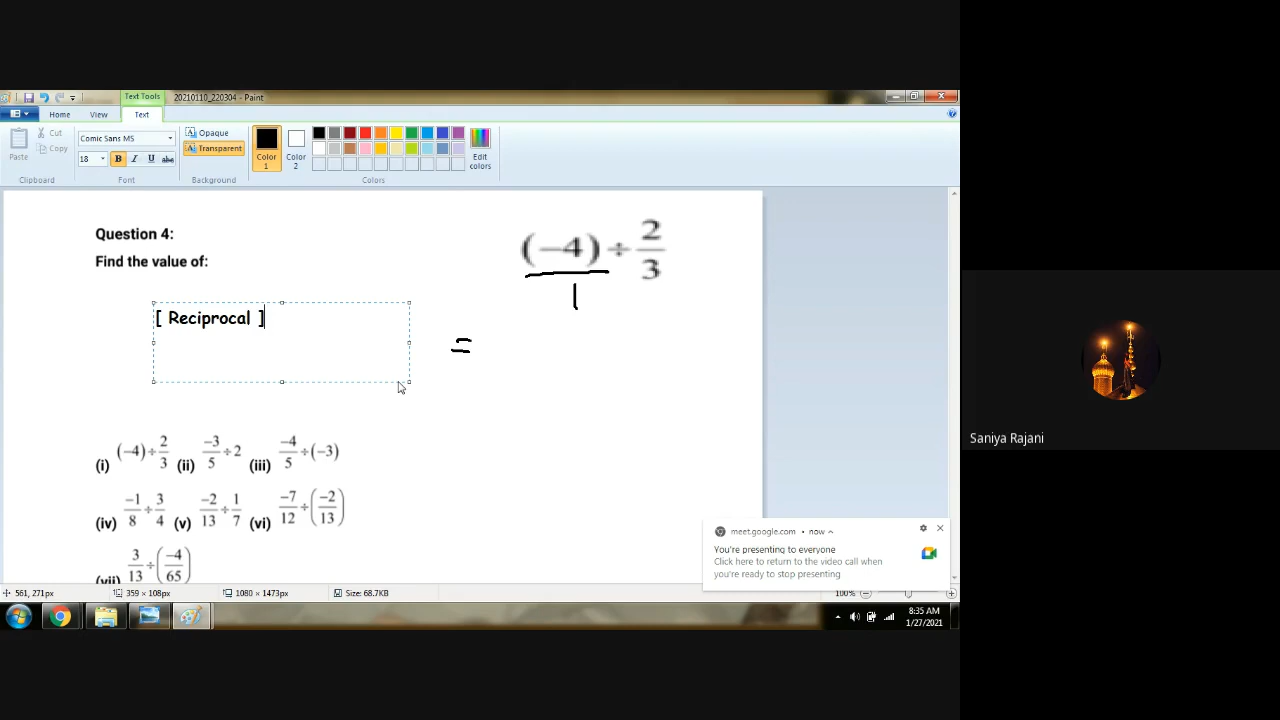 Text Tools
20210110_220304 - Paint
Home View Text
Cut
Copy
Paste
Clipboard
Comic Sans MS
18 B I U abc
Font
Opaque
Transparent
Background
Color 1
Color 2
Edit colors
Colors
Question 4:
Find the value of:
(−4) ÷ 2/3
1
[ Reciprocal ]
=
(i) (−4) ÷ 2/3 (ii) −3/5 ÷ 2 (iii) −4/5 ÷ (−3)
(iv) −1/8 ÷ 3/4 (v) −2/13 ÷ 1/7 (vi) −7/12 ÷ (−2/13)
(vii) 3/13 ÷ (−4/65)
meet.google.com • now
You're presenting to everyone
Click here to return to the video call when
you're ready to stop presenting
561, 271px
359 × 108px
1080 × 1473px
Size: 68.7KB
100%
8:35 AM
1/27/2021
Saniya Rajani